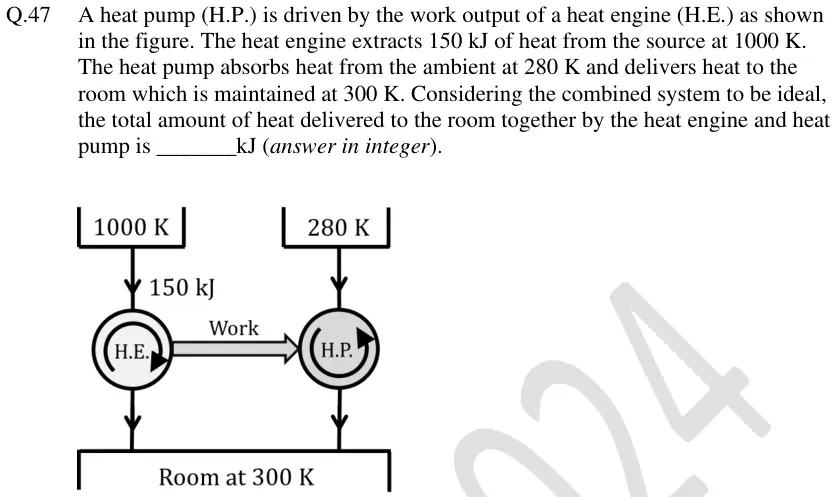 Q.47 A heat pump (H.P.) is driven by the work output of a heat engine (H.E.) as shown
in the figure. The heat engine extracts 150 kJ of heat from the source at 1000 K.
The heat pump absorbs heat from the ambient at 280 K and delivers heat to the
room which is maintained at 300 K. Considering the combined system to be ideal,
the total amount of heat delivered to the room together by the heat engine and heat
pump is _______kJ (answer in integer).
1000 K
280 K
150 kJ
Work
H.E.
H.P.
Room at 300 K
024